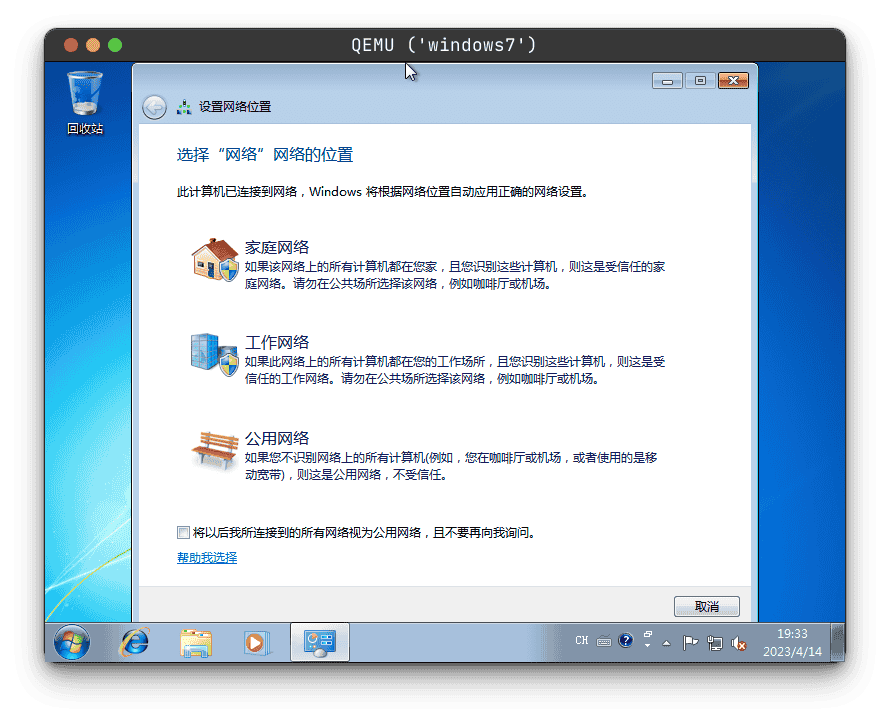 QEMU ('windows7')
回收站
设置网络位置
选择“网络”网络的位置
此计算机已连接到网络，Windows 将根据网络位置自动应用正确的网络设置。
家庭网络
如果该网络上的所有计算机都在您家，且您识别这些计算机，则这是受信任的家
庭网络。请勿在公共场所选择该网络，例如咖啡厅或机场。
工作网络
如果此网络上的所有计算机都在您的工作场所，且您识别这些计算机，则这是受
信任的工作网络。请勿在公共场所选择该网络，例如咖啡厅或机场。
公用网络
如果您不识别网络上的所有计算机(例如，您在咖啡厅或机场，或者使用的是移
动宽带)，则这是公用网络，不受信任。
将以后我所连接到的所有网络视为公用网络，且不要再向我询问。
帮助我选择
取消
CH
19:33
2023/4/14